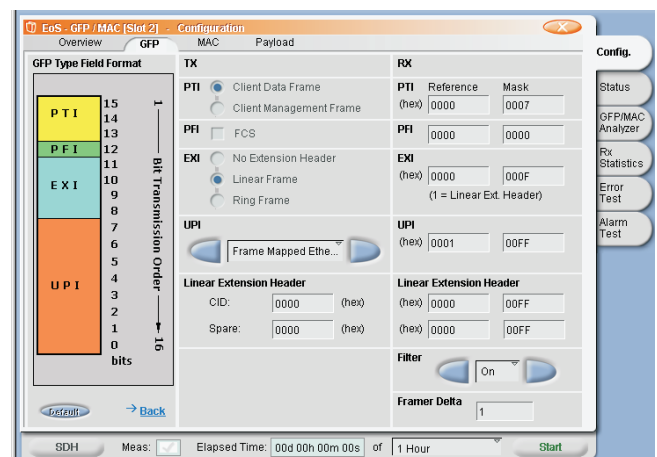 EoS - GFP / MAC [Slot 2] - Configuration
Overview GFP MAC Payload
GFP Type Field Format
PTI
PFI
EXI
UPI
15
14
13
12
11
10
9
8
7
6
5
4
3
2
1
0
bits
1
Bit Transmission Order
16
Default
→ Back
TX
PTI Client Data Frame
Client Management Frame
PFI FCS
EXI No Extension Header
Linear Frame
Ring Frame
UPI
Frame Mapped Ethe...
Linear Extension Header
CID: 0000 (hex)
Spare: 0000 (hex)
RX
PTI Reference Mask
(hex) 0000 0007
PFI 0000 0000
EXI
(hex) 0000 000F
(1 = Linear Ext. Header)
UPI
(hex) 0001 00FF
Linear Extension Header
(hex) 0000 00FF
(hex) 0000 00FF
Filter
On
Framer Delta
1
Config.
Status
GFP/MAC
Analyzer
Rx
Statistics
Error
Test
Alarm
Test
SDH Meas: Elapsed Time: 00d 00h 00m 00s of 1 Hour Start